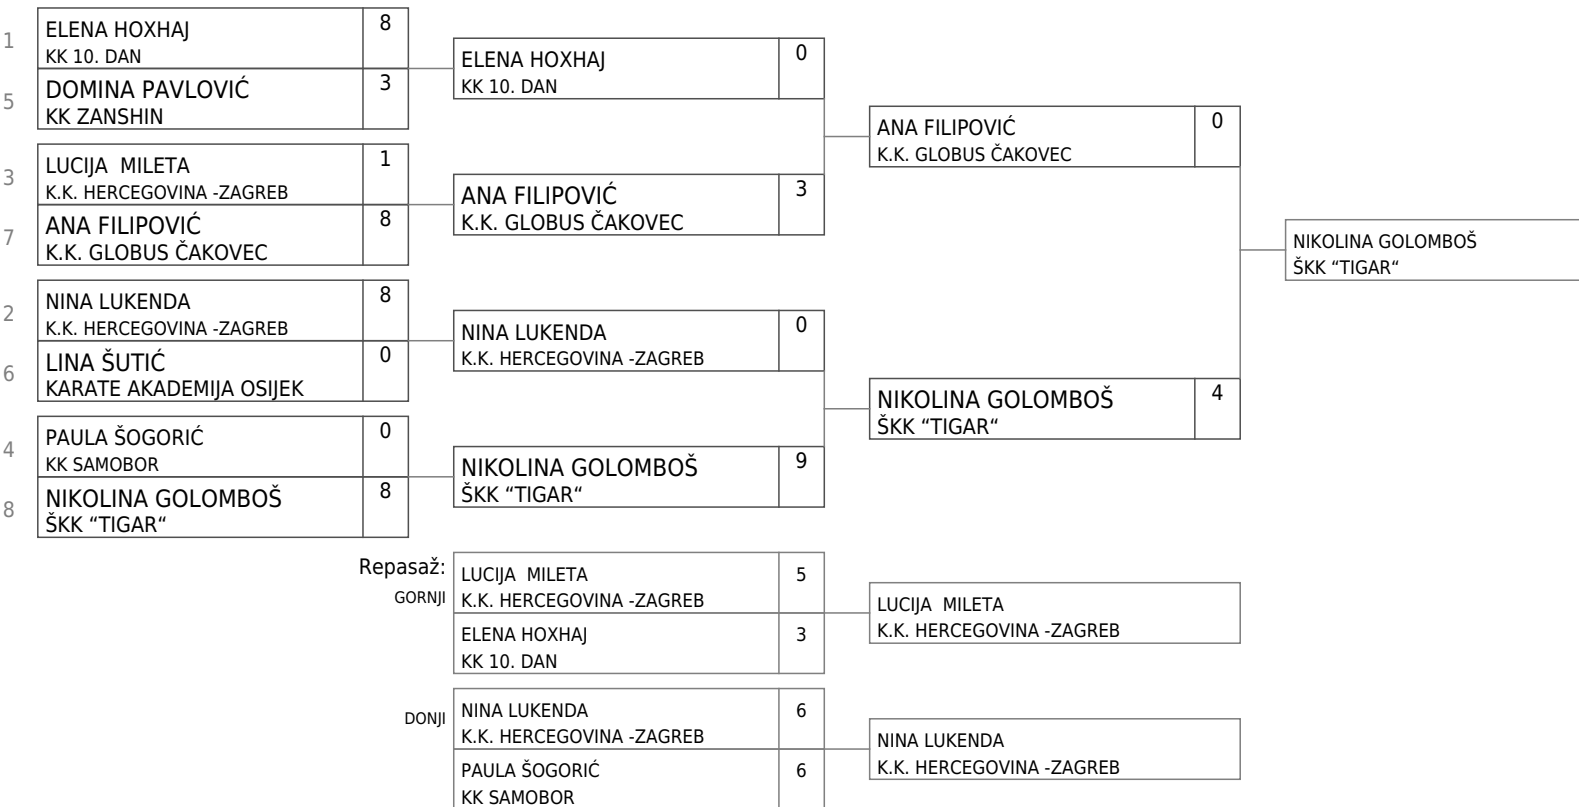 1
ELENA HOXHAJ
8
KK 10. DAN
5
DOMINA PAVLOVIĆ
3
KK ZANSHIN
3
LUCIJA  MILETA
1
K.K. HERCEGOVINA -ZAGREB
7
ANA FILIPOVIĆ
8
K.K. GLOBUS ČAKOVEC
2
NINA LUKENDA
8
K.K. HERCEGOVINA -ZAGREB
6
LINA ŠUTIĆ
0
KARATE AKADEMIJA OSIJEK
4
PAULA ŠOGORIĆ
0
KK SAMOBOR
8
NIKOLINA GOLOMBOŠ
8
ŠKK “TIGAR“
ELENA HOXHAJ
0
KK 10. DAN
ANA FILIPOVIĆ
3
K.K. GLOBUS ČAKOVEC
NINA LUKENDA
0
K.K. HERCEGOVINA -ZAGREB
NIKOLINA GOLOMBOŠ
9
ŠKK “TIGAR“
ANA FILIPOVIĆ
0
K.K. GLOBUS ČAKOVEC
NIKOLINA GOLOMBOŠ
4
ŠKK “TIGAR“
NIKOLINA GOLOMBOŠ
ŠKK “TIGAR“
Repasaž:
GORNJI
LUCIJA  MILETA
5
K.K. HERCEGOVINA -ZAGREB
ELENA HOXHAJ
3
KK 10. DAN
LUCIJA  MILETA
K.K. HERCEGOVINA -ZAGREB
DONJI
NINA LUKENDA
6
K.K. HERCEGOVINA -ZAGREB
PAULA ŠOGORIĆ
6
KK SAMOBOR
NINA LUKENDA
K.K. HERCEGOVINA -ZAGREB